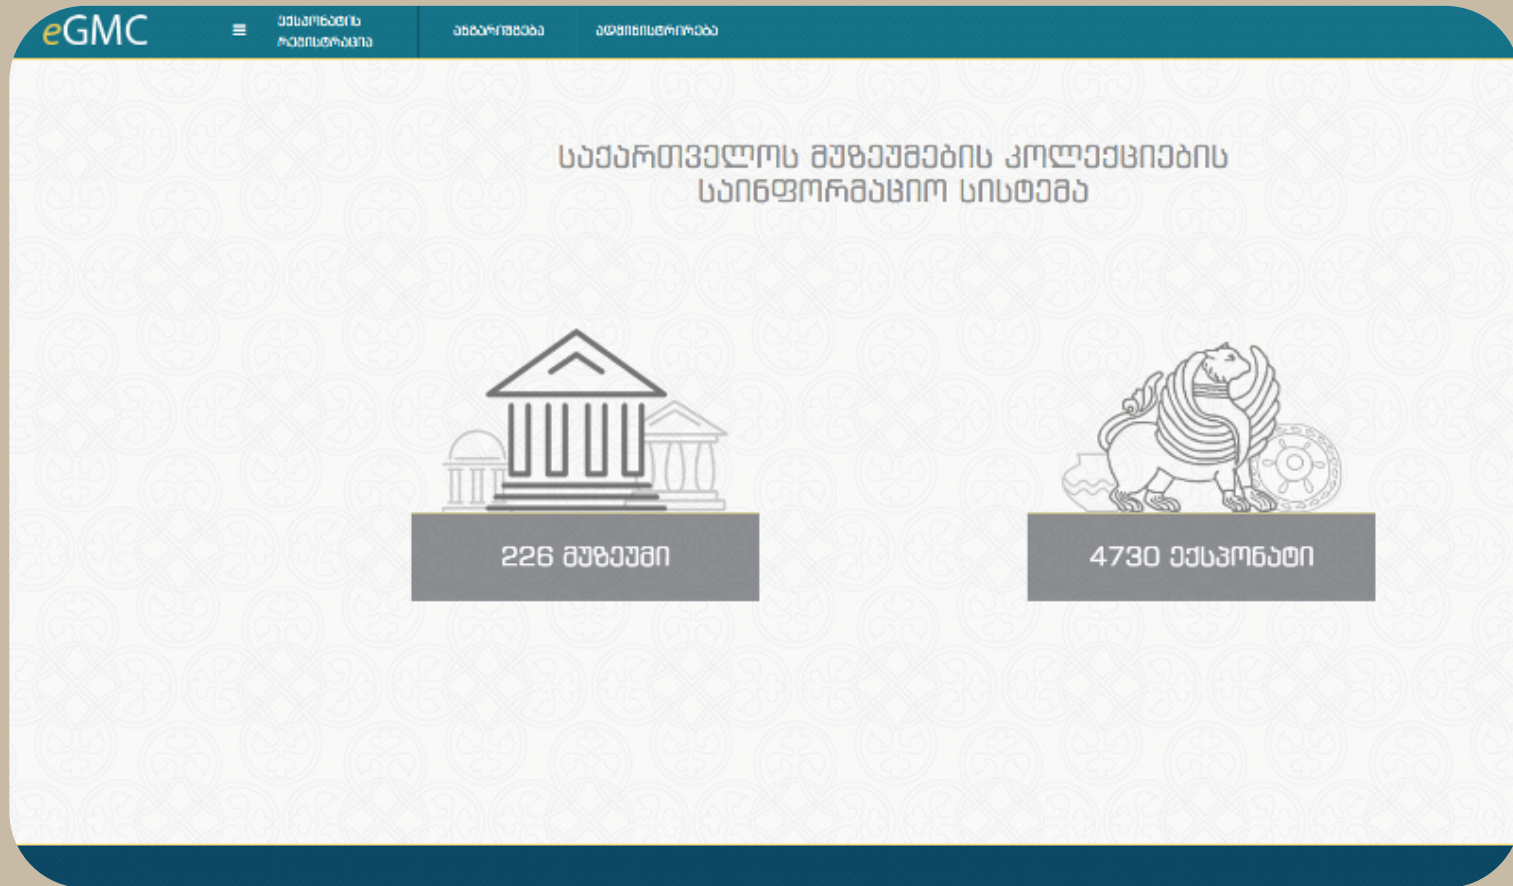 eGMC
ექსპონატის
რეგისტრაცია
ანგარიშგება
ადმინისტრირება
საქართველოს მუზეუმების კოლექციების
საინფორმაციო სისტემა
226 მუზეუმი
4730 ექსპონატი